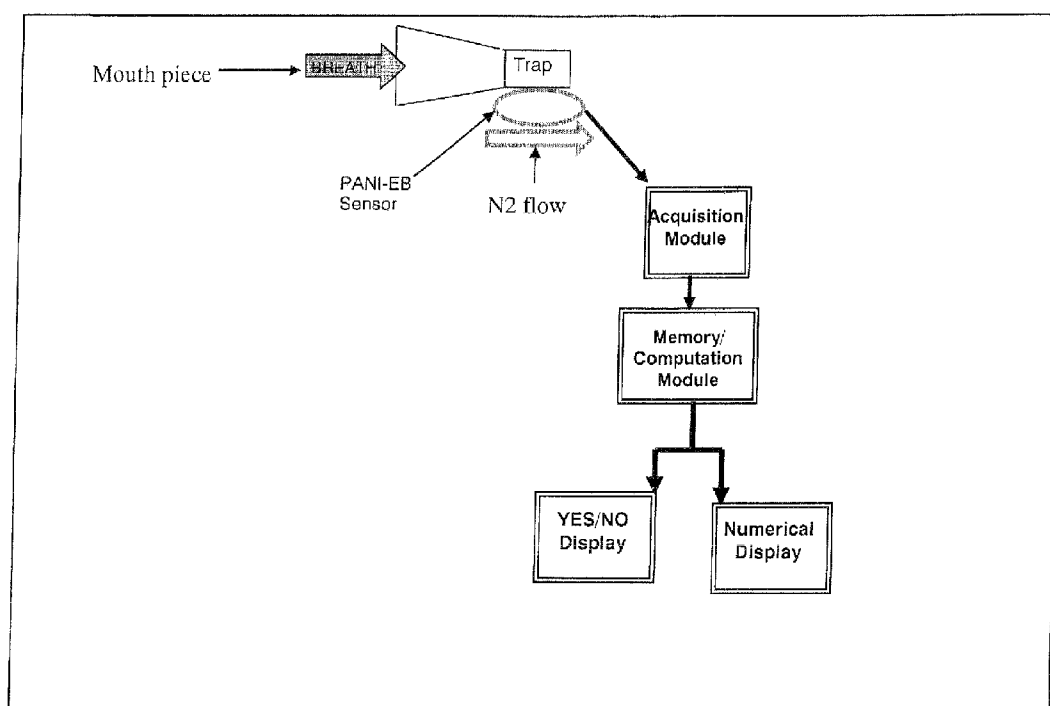 Mouth piece
BREATH
Trap
PANI-EB
Sensor
N2 flow
Acquisition
Module
Memory/
Computation
Module
YES/NO
Display
Numerical
Display